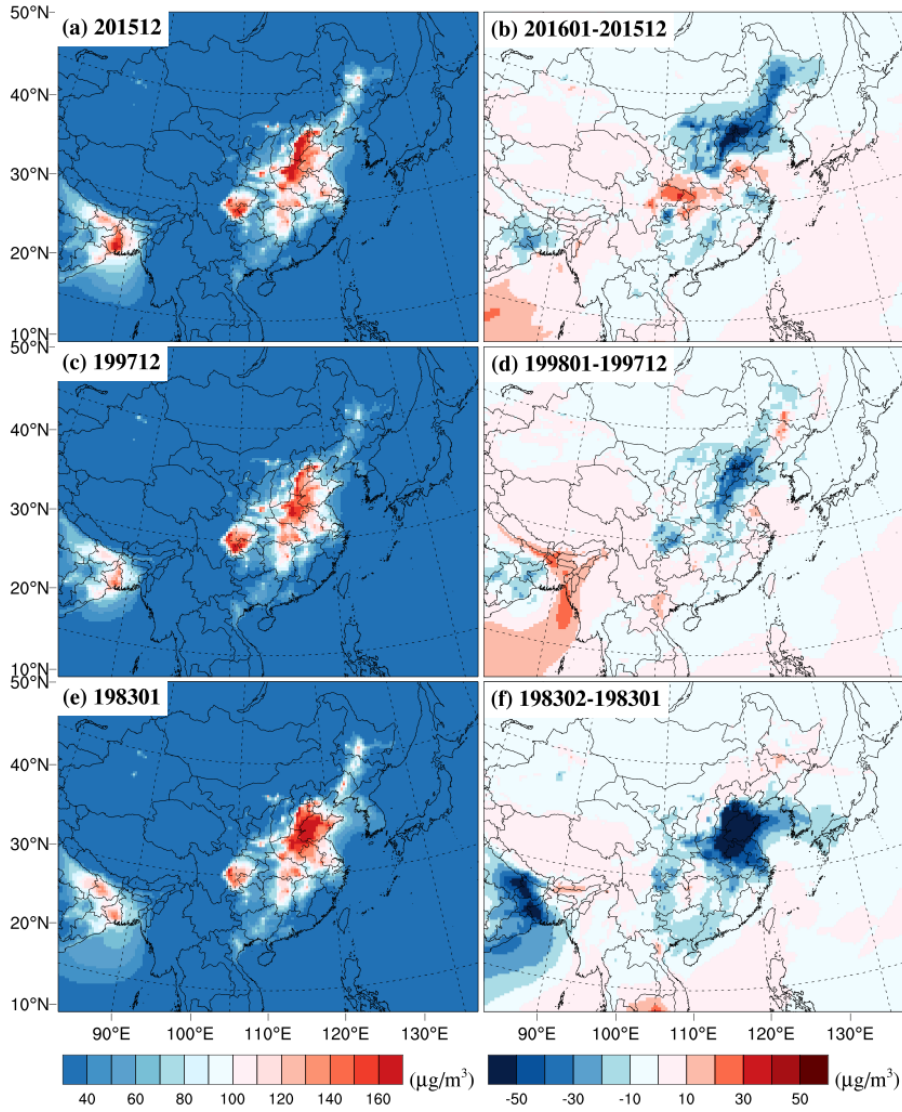 (a) 201512
(b) 201601-201512
50°N
40°N
30°N
20°N
10°N
(c) 199712
(d) 199801-199712
50°N
40°N
30°N
20°N
10°N
(e) 198301
(f) 198302-198301
50°N
40°N
30°N
20°N
10°N
90°E 100°E 110°E 120°E 130°E
90°E 100°E 110°E 120°E 130°E
40 60 80 100 120 140 160 (μg/m³)
-50 -30 -10 10 30 50 (μg/m³)